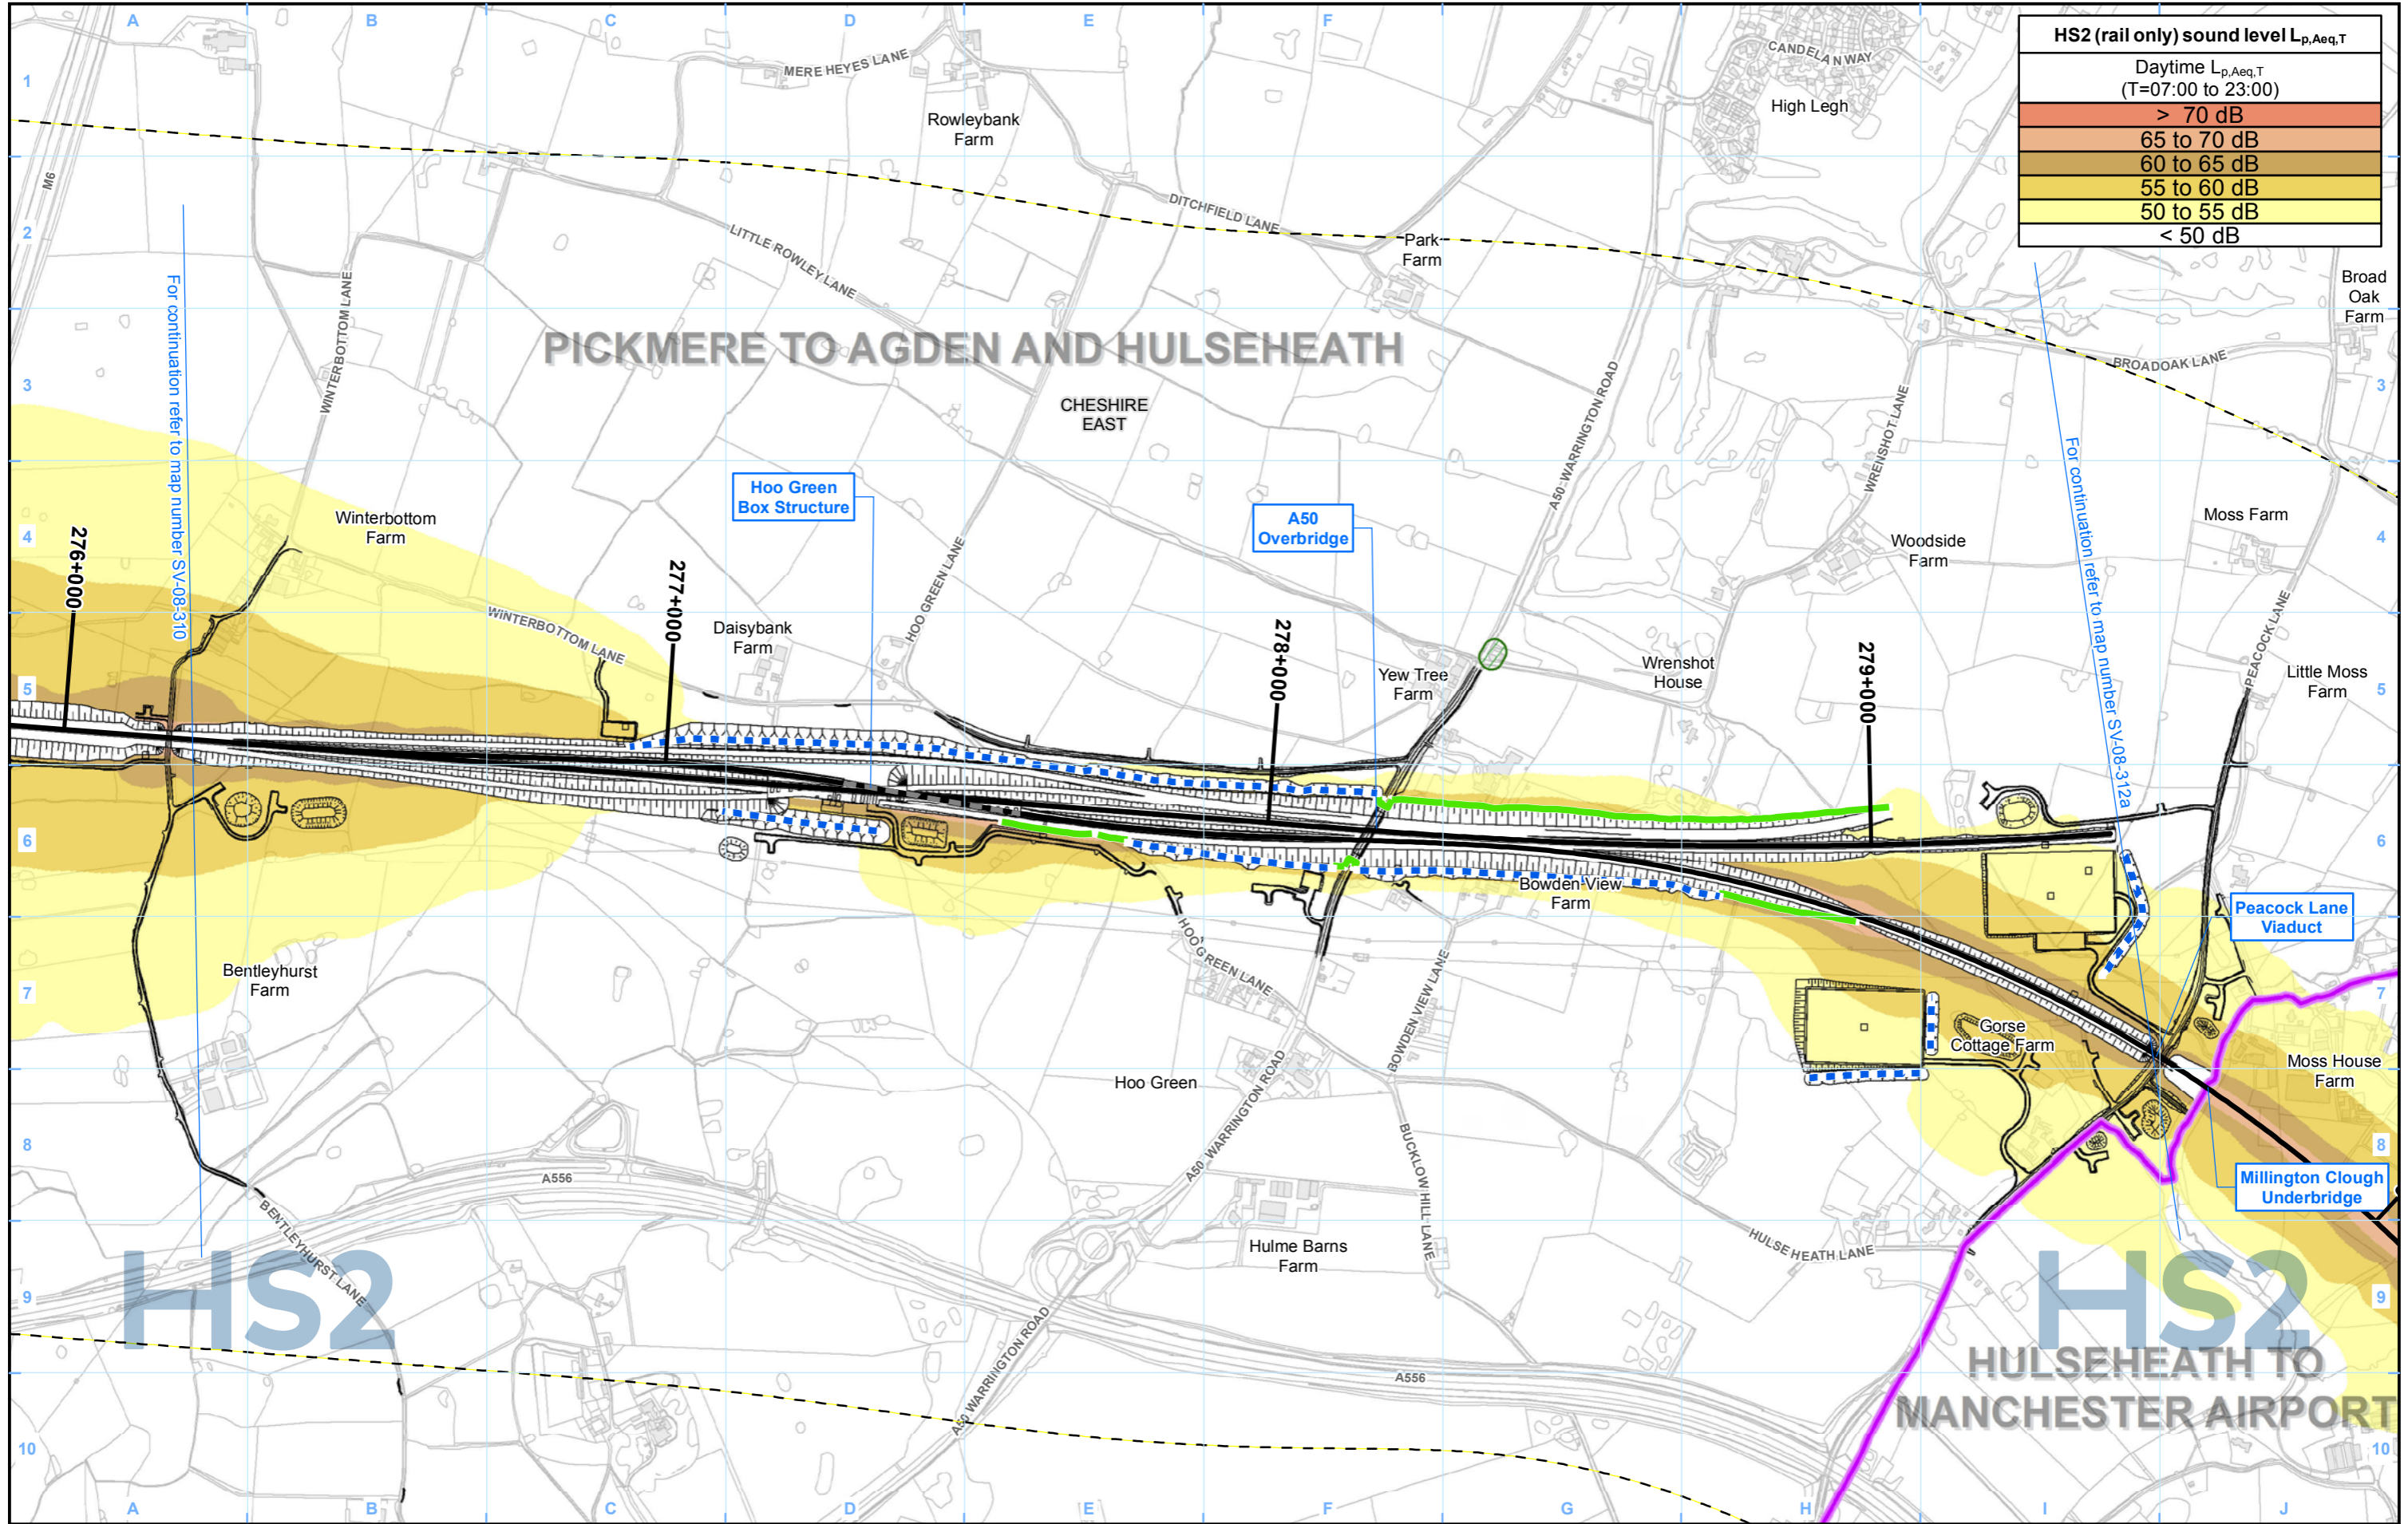 A B C D E F
HS2 (rail only) sound level Lp,Aeq,T
Daytime Lp,Aeq,T
(T=07:00 to 23:00)
> 70 dB
65 to 70 dB
60 to 65 dB
55 to 60 dB
50 to 55 dB
< 50 dB
1
MERE HEYES LANE
CANDELAN WAY
High Legh
Rowleybank
Farm
M6
2
DITCHFIELD LANE
LITTLE ROWLEY LANE
Park
Farm
For continuation refer to map number SV-08-310
WINTERBOTTOM LANE
Broad
Oak
Farm
PICKMERE TO AGDEN AND HULSEHEATH
BROADOAK LANE
3
3
CHESHIRE
EAST
A50 WARRINGTON ROAD
WRENSHOT LANE
For continuation refer to map number SV-08-312a
Hoo Green
Box Structure
A50
Overbridge
Winterbottom
Farm
Moss Farm
4
4
Woodside
Farm
276+000
277+000
278+000
279+000
HOO GREEN LANE
WINTERBOTTOM LANE
Daisybank
Farm
PEACOCK LANE
5
5
Yew Tree
Farm
Wrenshot
House
Little Moss
Farm
6
6
Bowden View
Farm
Peacock Lane
Viaduct
Bentleyhurst
Farm
HOO GREEN LANE
BOWDEN VIEW LANE
7
7
Gorse
Cottage Farm
Hoo Green
Moss House
Farm
A50 WARRINGTON ROAD
BUCKLOW HILL LANE
8
8
A556
Millington Clough
Underbridge
BENTLEYHURST LANE
Hulme Barns
Farm
HULSEHEATH LANE
HS2
HS2
9
9
A50 WARRINGTON ROAD
HULSEHEATH TO
MANCHESTER AIRPORT
A556
10
10
A B C D E F G H I J